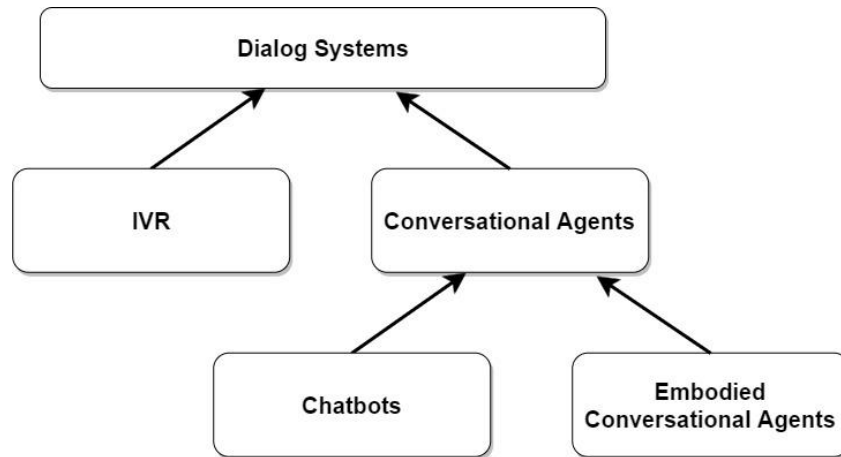 Dialog Systems
IVR
Conversational Agents
Chatbots
Embodied
Conversational Agents